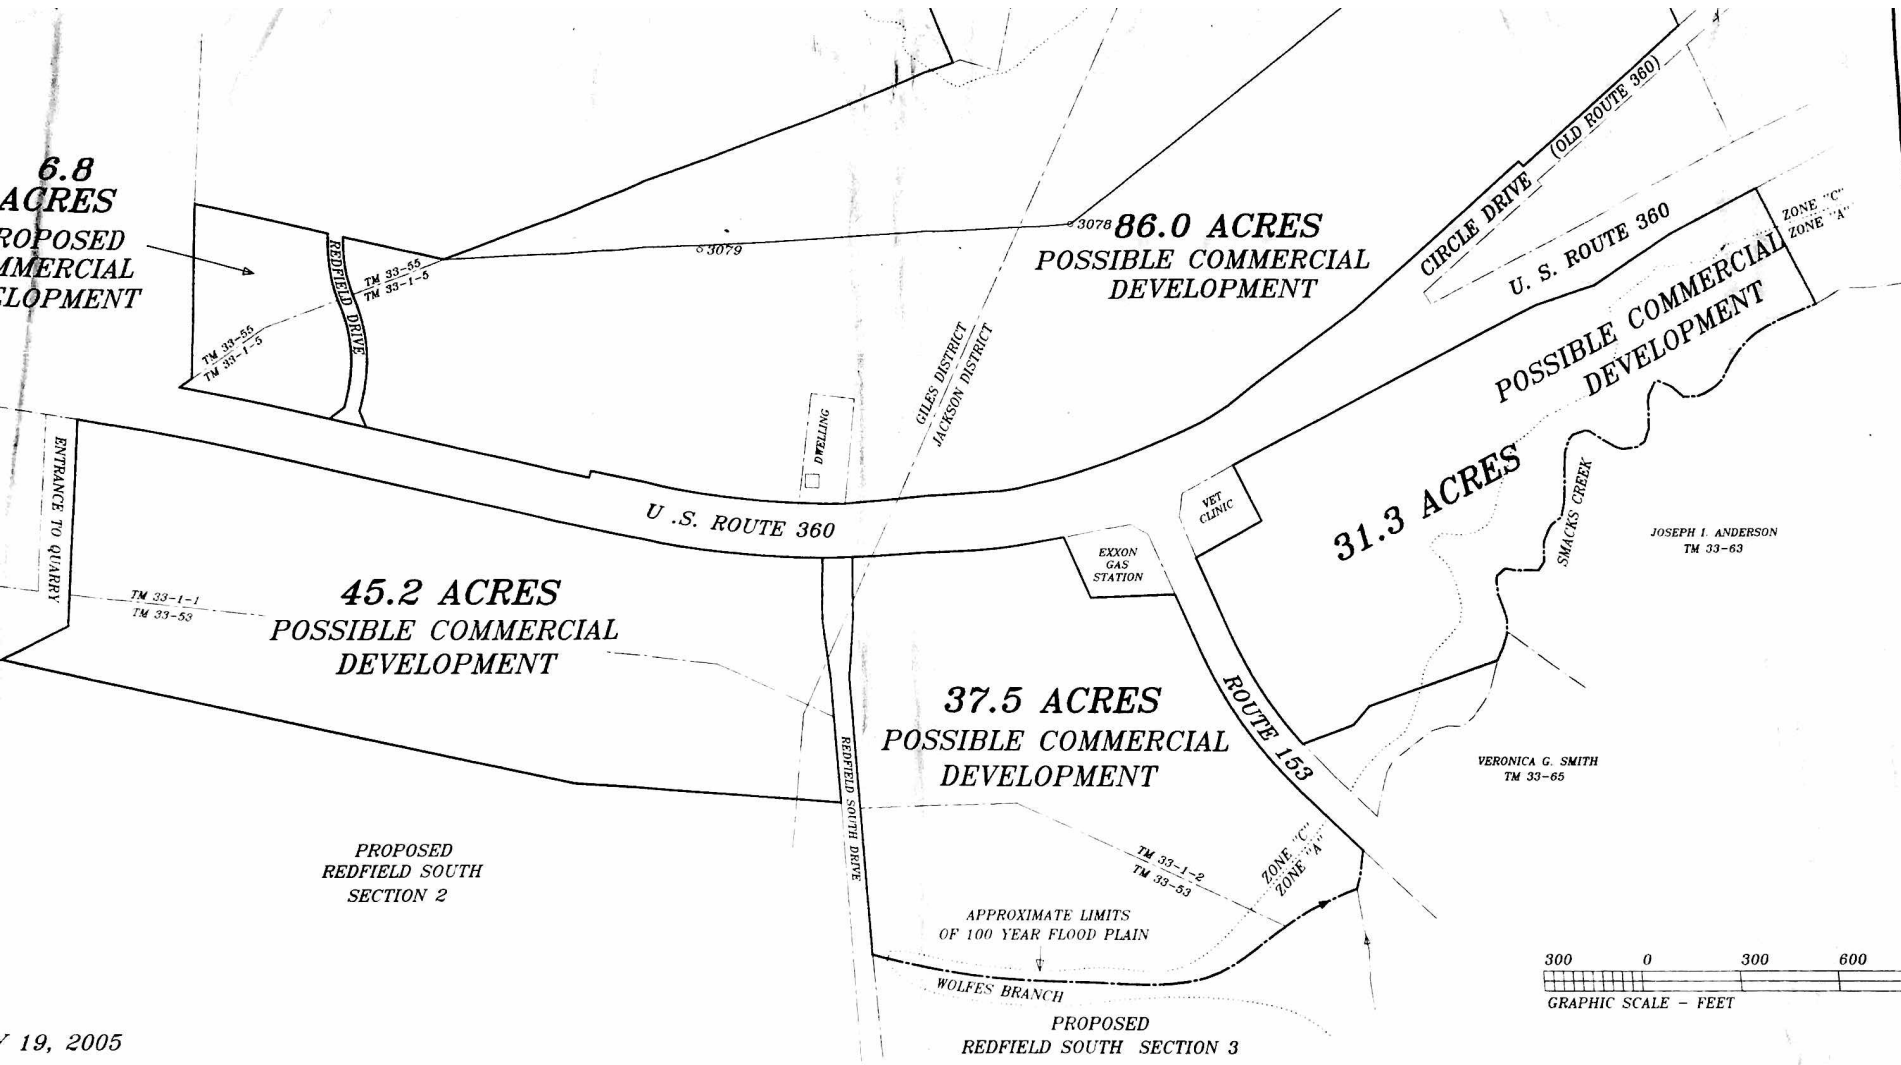 6.8
ACRES
ROPOSED
MMERCIAL
ELOPMENT
REDFIELD DRIVE
TM 33-55
TM 33-1-5
TM 33-55
TM 33-1-5
3079
3078
86.0 ACRES
POSSIBLE COMMERCIAL
DEVELOPMENT
CIRCLE DRIVE (OLD ROUTE 360)
U. S. ROUTE 360
ZONE "C"
ZONE "A"
POSSIBLE COMMERCIAL
DEVELOPMENT
31.3 ACRES
GILES DISTRICT
JACKSON DISTRICT
DWELLING
ENTRANCE TO QUARRY
U .S. ROUTE 360
VET
CLINIC
EXXON
GAS
STATION
SMACKS CREEK
JOSEPH I. ANDERSON
TM 33-63
TM 33-1-1
TM 33-53
45.2 ACRES
POSSIBLE COMMERCIAL
DEVELOPMENT
37.5 ACRES
POSSIBLE COMMERCIAL
DEVELOPMENT
ROUTE 153
VERONICA G. SMITH
TM 33-65
REDFIELD SOUTH DRIVE
PROPOSED
REDFIELD SOUTH
SECTION 2
TM 33-1-2
TM 33-53
ZONE "C"
ZONE "A"
APPROXIMATE LIMITS
OF 100 YEAR FLOOD PLAIN
WOLFES BRANCH
PROPOSED
REDFIELD SOUTH SECTION 3
300 0 300 600
GRAPHIC SCALE - FEET
Y 19, 2005